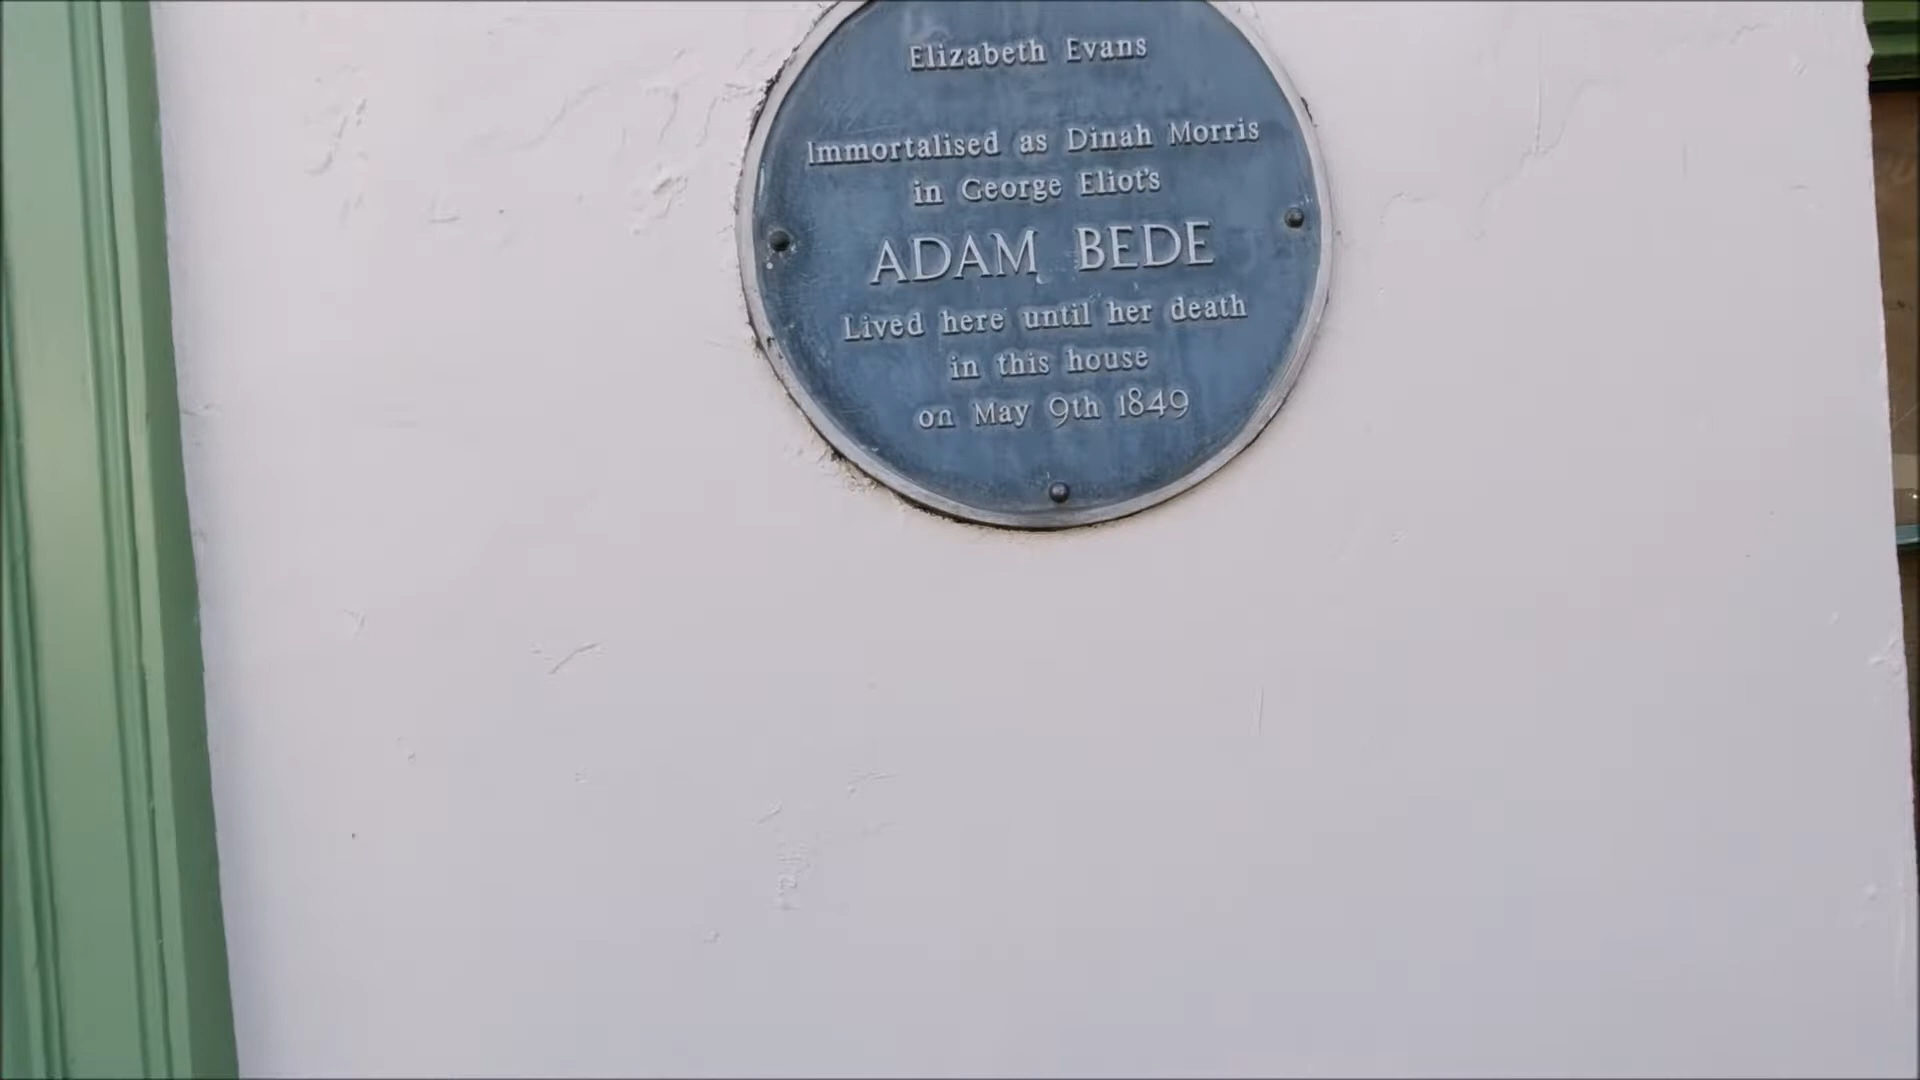 Elizabeth Evans
Immortalised as Dinah Morris
in George Eliot's
ADAM BEDE
Lived here until her death
in this house
on May 9th 1849